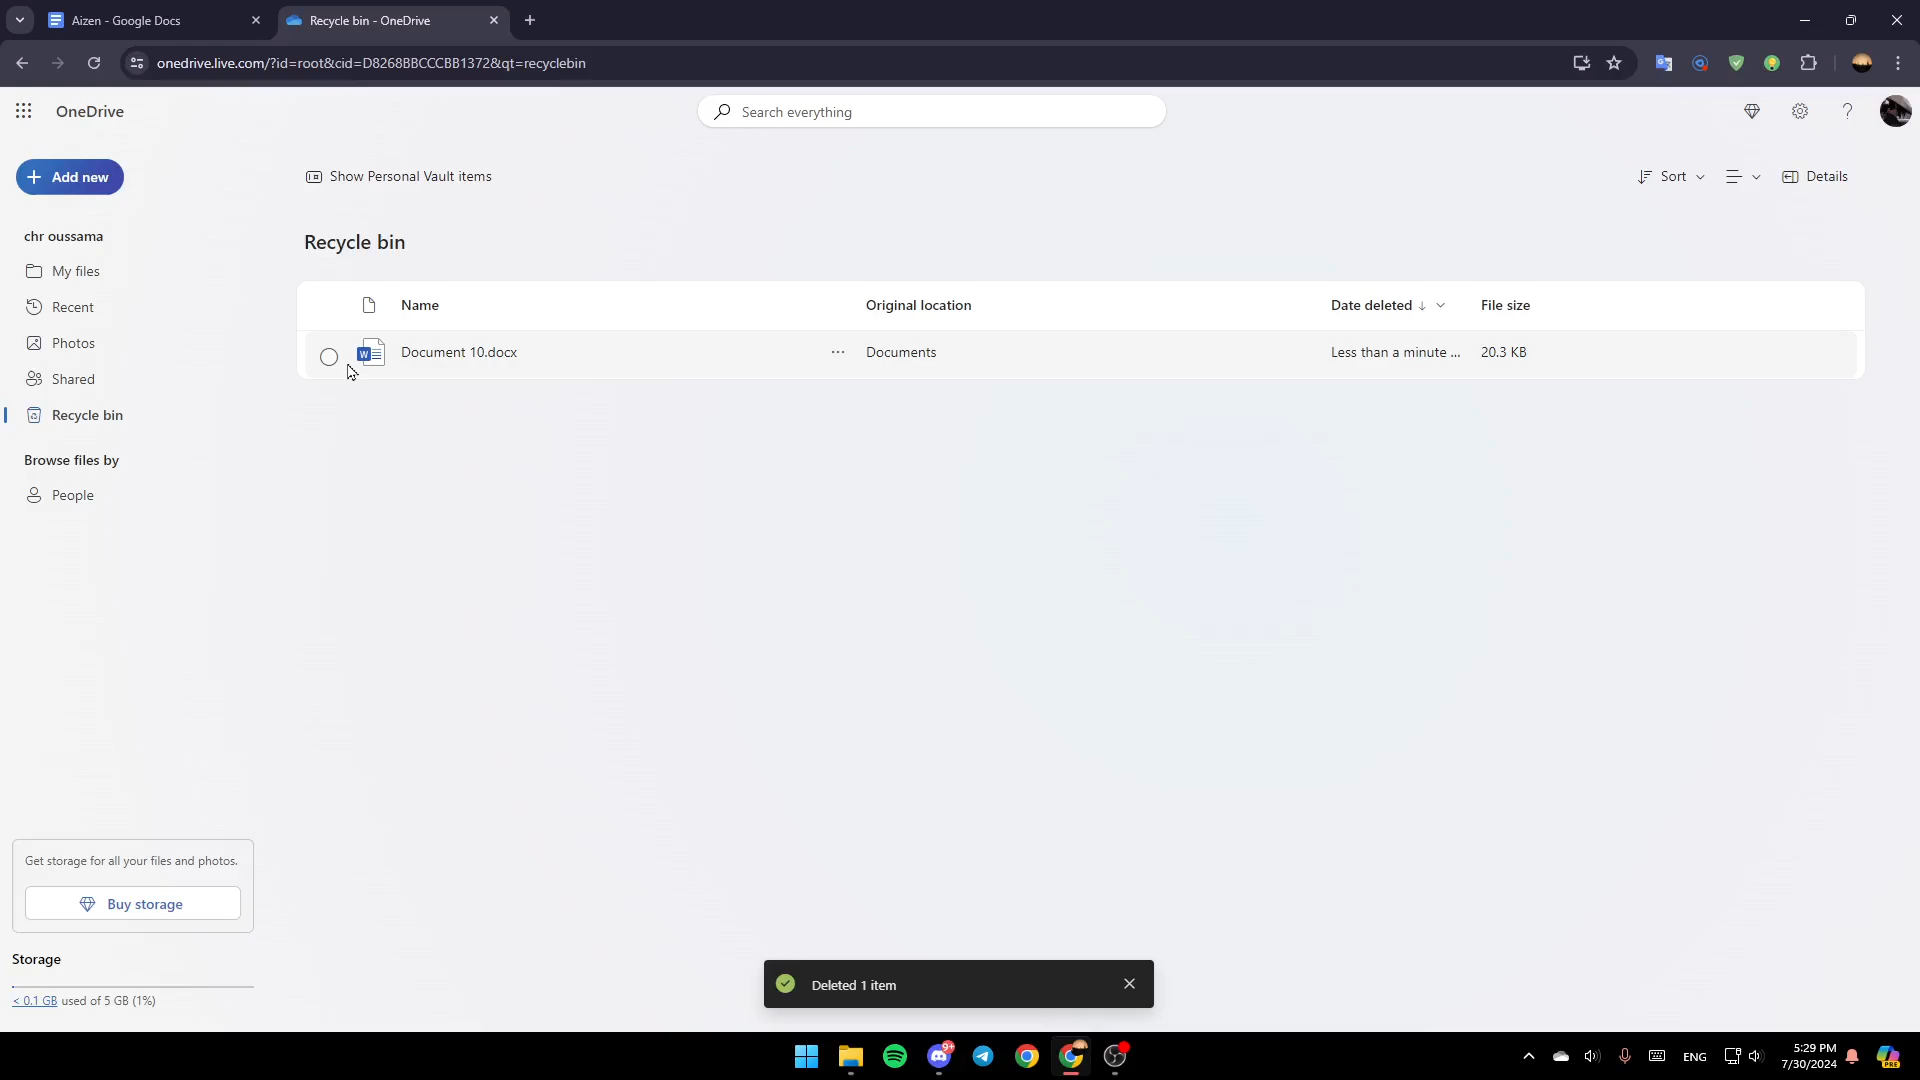 Aizen - Google Docs
Recycle bin - OneDrive
onedrive.live.com/?id=root&cid=D8268BBCCCBB1372&qt=recyclebin
OneDrive
Search everything
Add new
Show Personal Vault items
Sort
Details
chr oussama
My files
Recent
Photos
Shared
Recycle bin
Browse files by
People
Recycle bin
Name
Original location
Date deleted
File size
Document 10.docx
Documents
Less than a minute ...
20.3 KB
Get storage for all your files and photos.
Buy storage
Storage
< 0.1 GB used of 5 GB (1%)
Deleted 1 item
9+
ENG
5:29 PM
7/30/2024
PRE